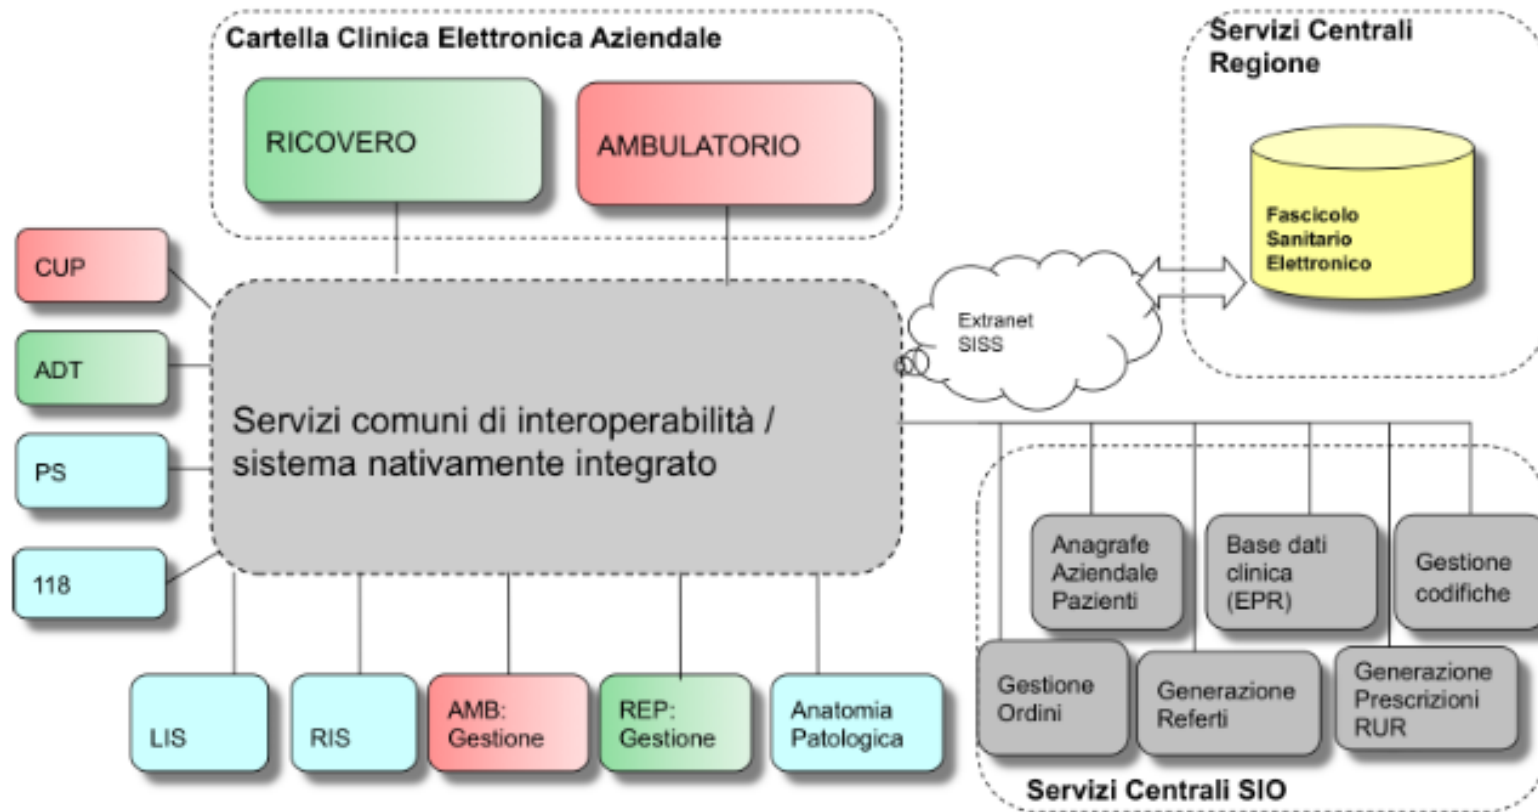 Cartella Clinica Elettronica Aziendale
Servizi Centrali
Regione
RICOVERO
AMBULATORIO
Fascicolo
Sanitario
Elettronico
CUP
ADT
PS
118
Extranet
SISS
Servizi comuni di interoperabilità /
sistema nativamente integrato
Anagrafe
Aziendale
Pazienti
Base dati
clinica
(EPR)
Gestione
codifiche
Gestione
Ordini
Generazione
Referti
Generazione
Prescrizioni
RUR
LIS
RIS
AMB:
Gestione
REP:
Gestione
Anatomia
Patologica
Servizi Centrali SIO